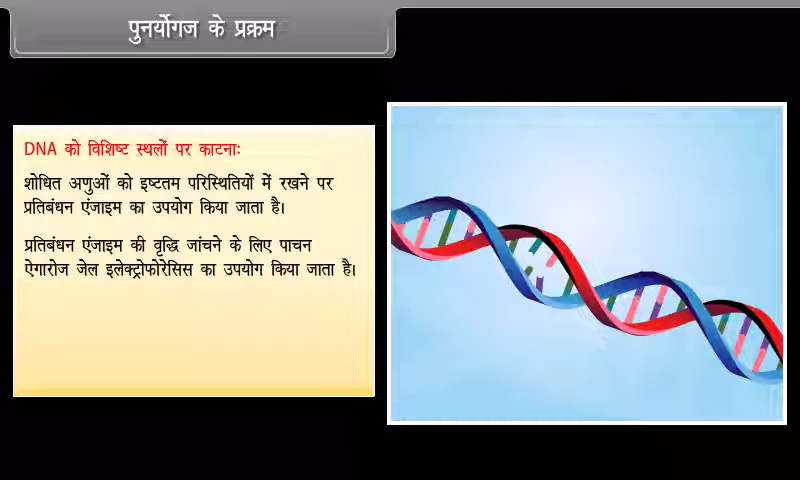 पुनर्योगज के प्रक्रम
DNA को विशिष्ट स्थलों पर काटनाः
शोधित अणुओं को इष्टतम परिस्थितियों में रखने पर
प्रतिबंधन एंजाइम का उपयोग किया जाता है।
प्रतिबंधन एंजाइम की वृद्धि जांचने के लिए पाचन
ऐगारोज जेल इलेक्ट्रोफोरेसिस का उपयोग किया जाता है।